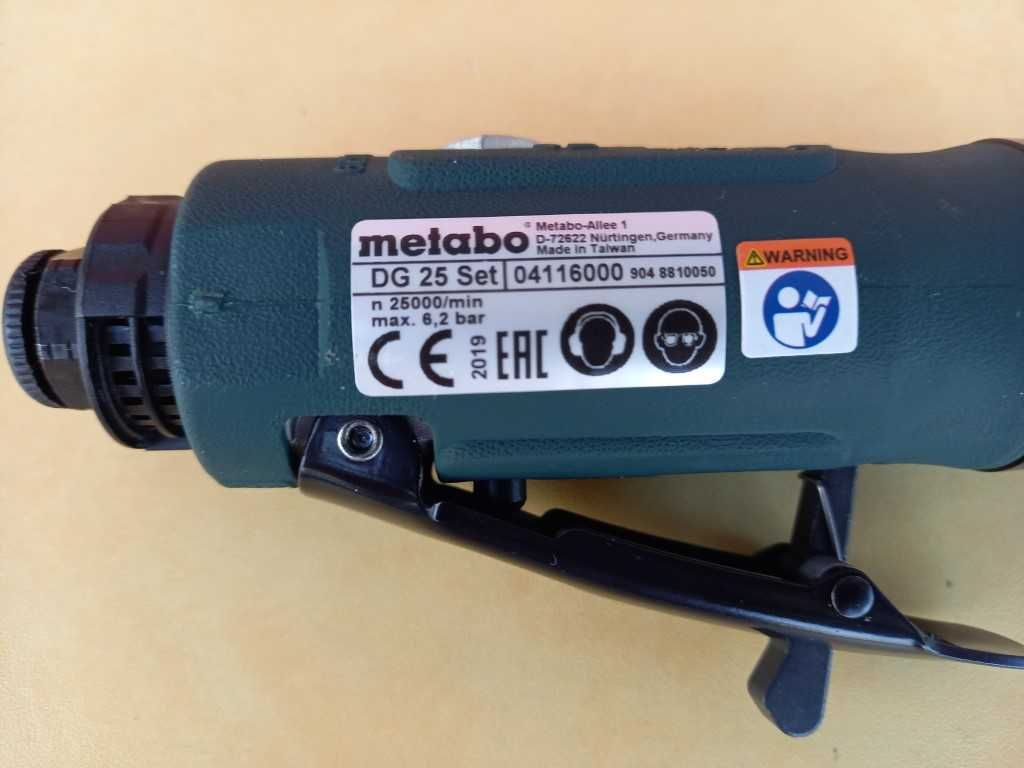 metabo®
Metabo-Allee 1
D-72622 Nürtingen,Germany
Made in Taiwan
DG 25 Set
04116000 904 8810050
n 25000/min
max. 6,2 bar
CE 2019 EAC
WARNING